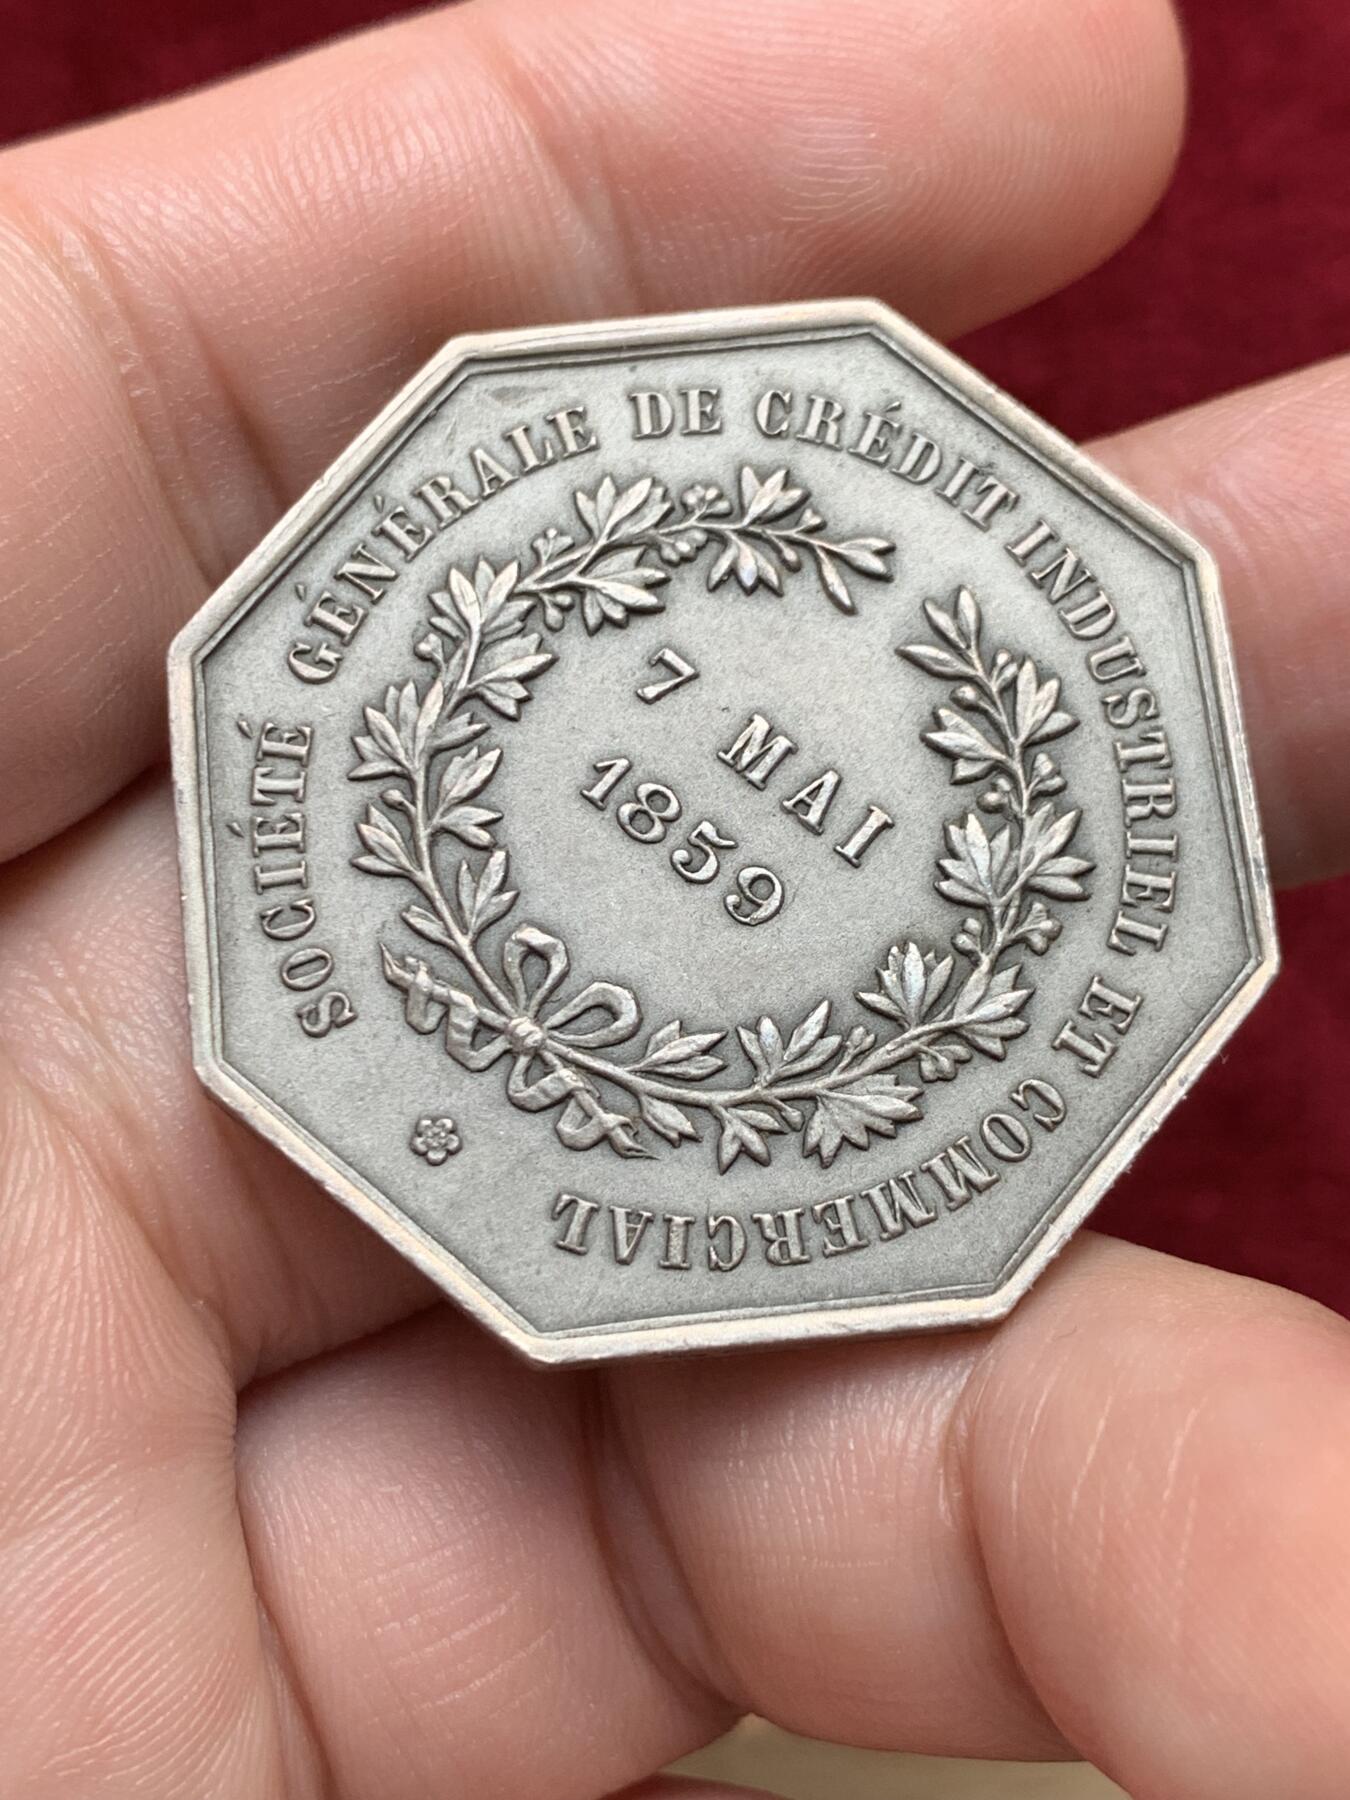 SOCIÉTÉ GÉNÉRALE DE CRÉDIT INDUSTRIEL ET COMMERCIAL
7 MAI
1859